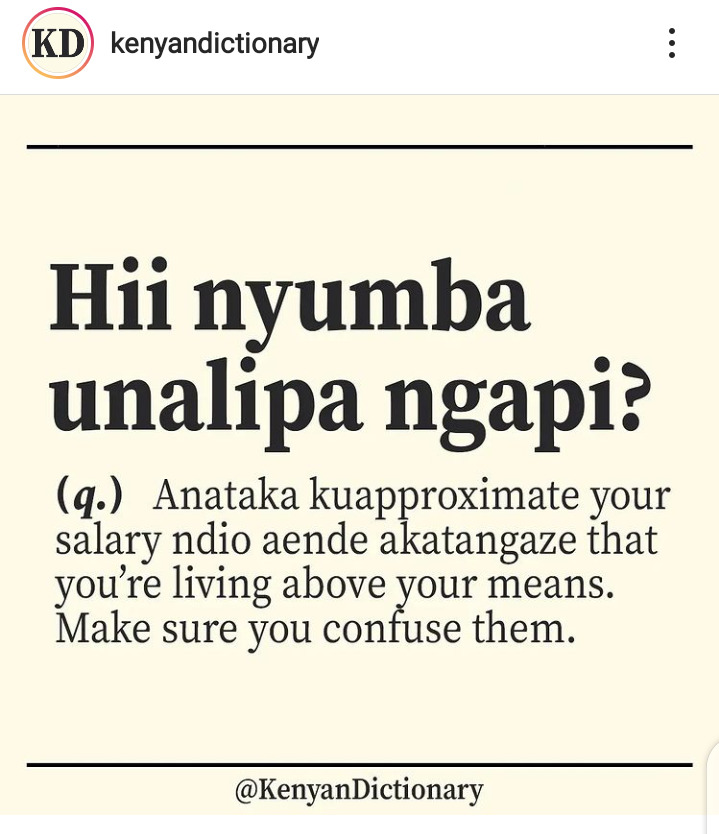 KD kenyandictionary
Hii nyumba
unalipa ngapi?
(q.) Anataka kuapproximate your
salary ndio aende akatangaze that
you're living above your means.
Make sure you confuse them.
@KenyanDictionary